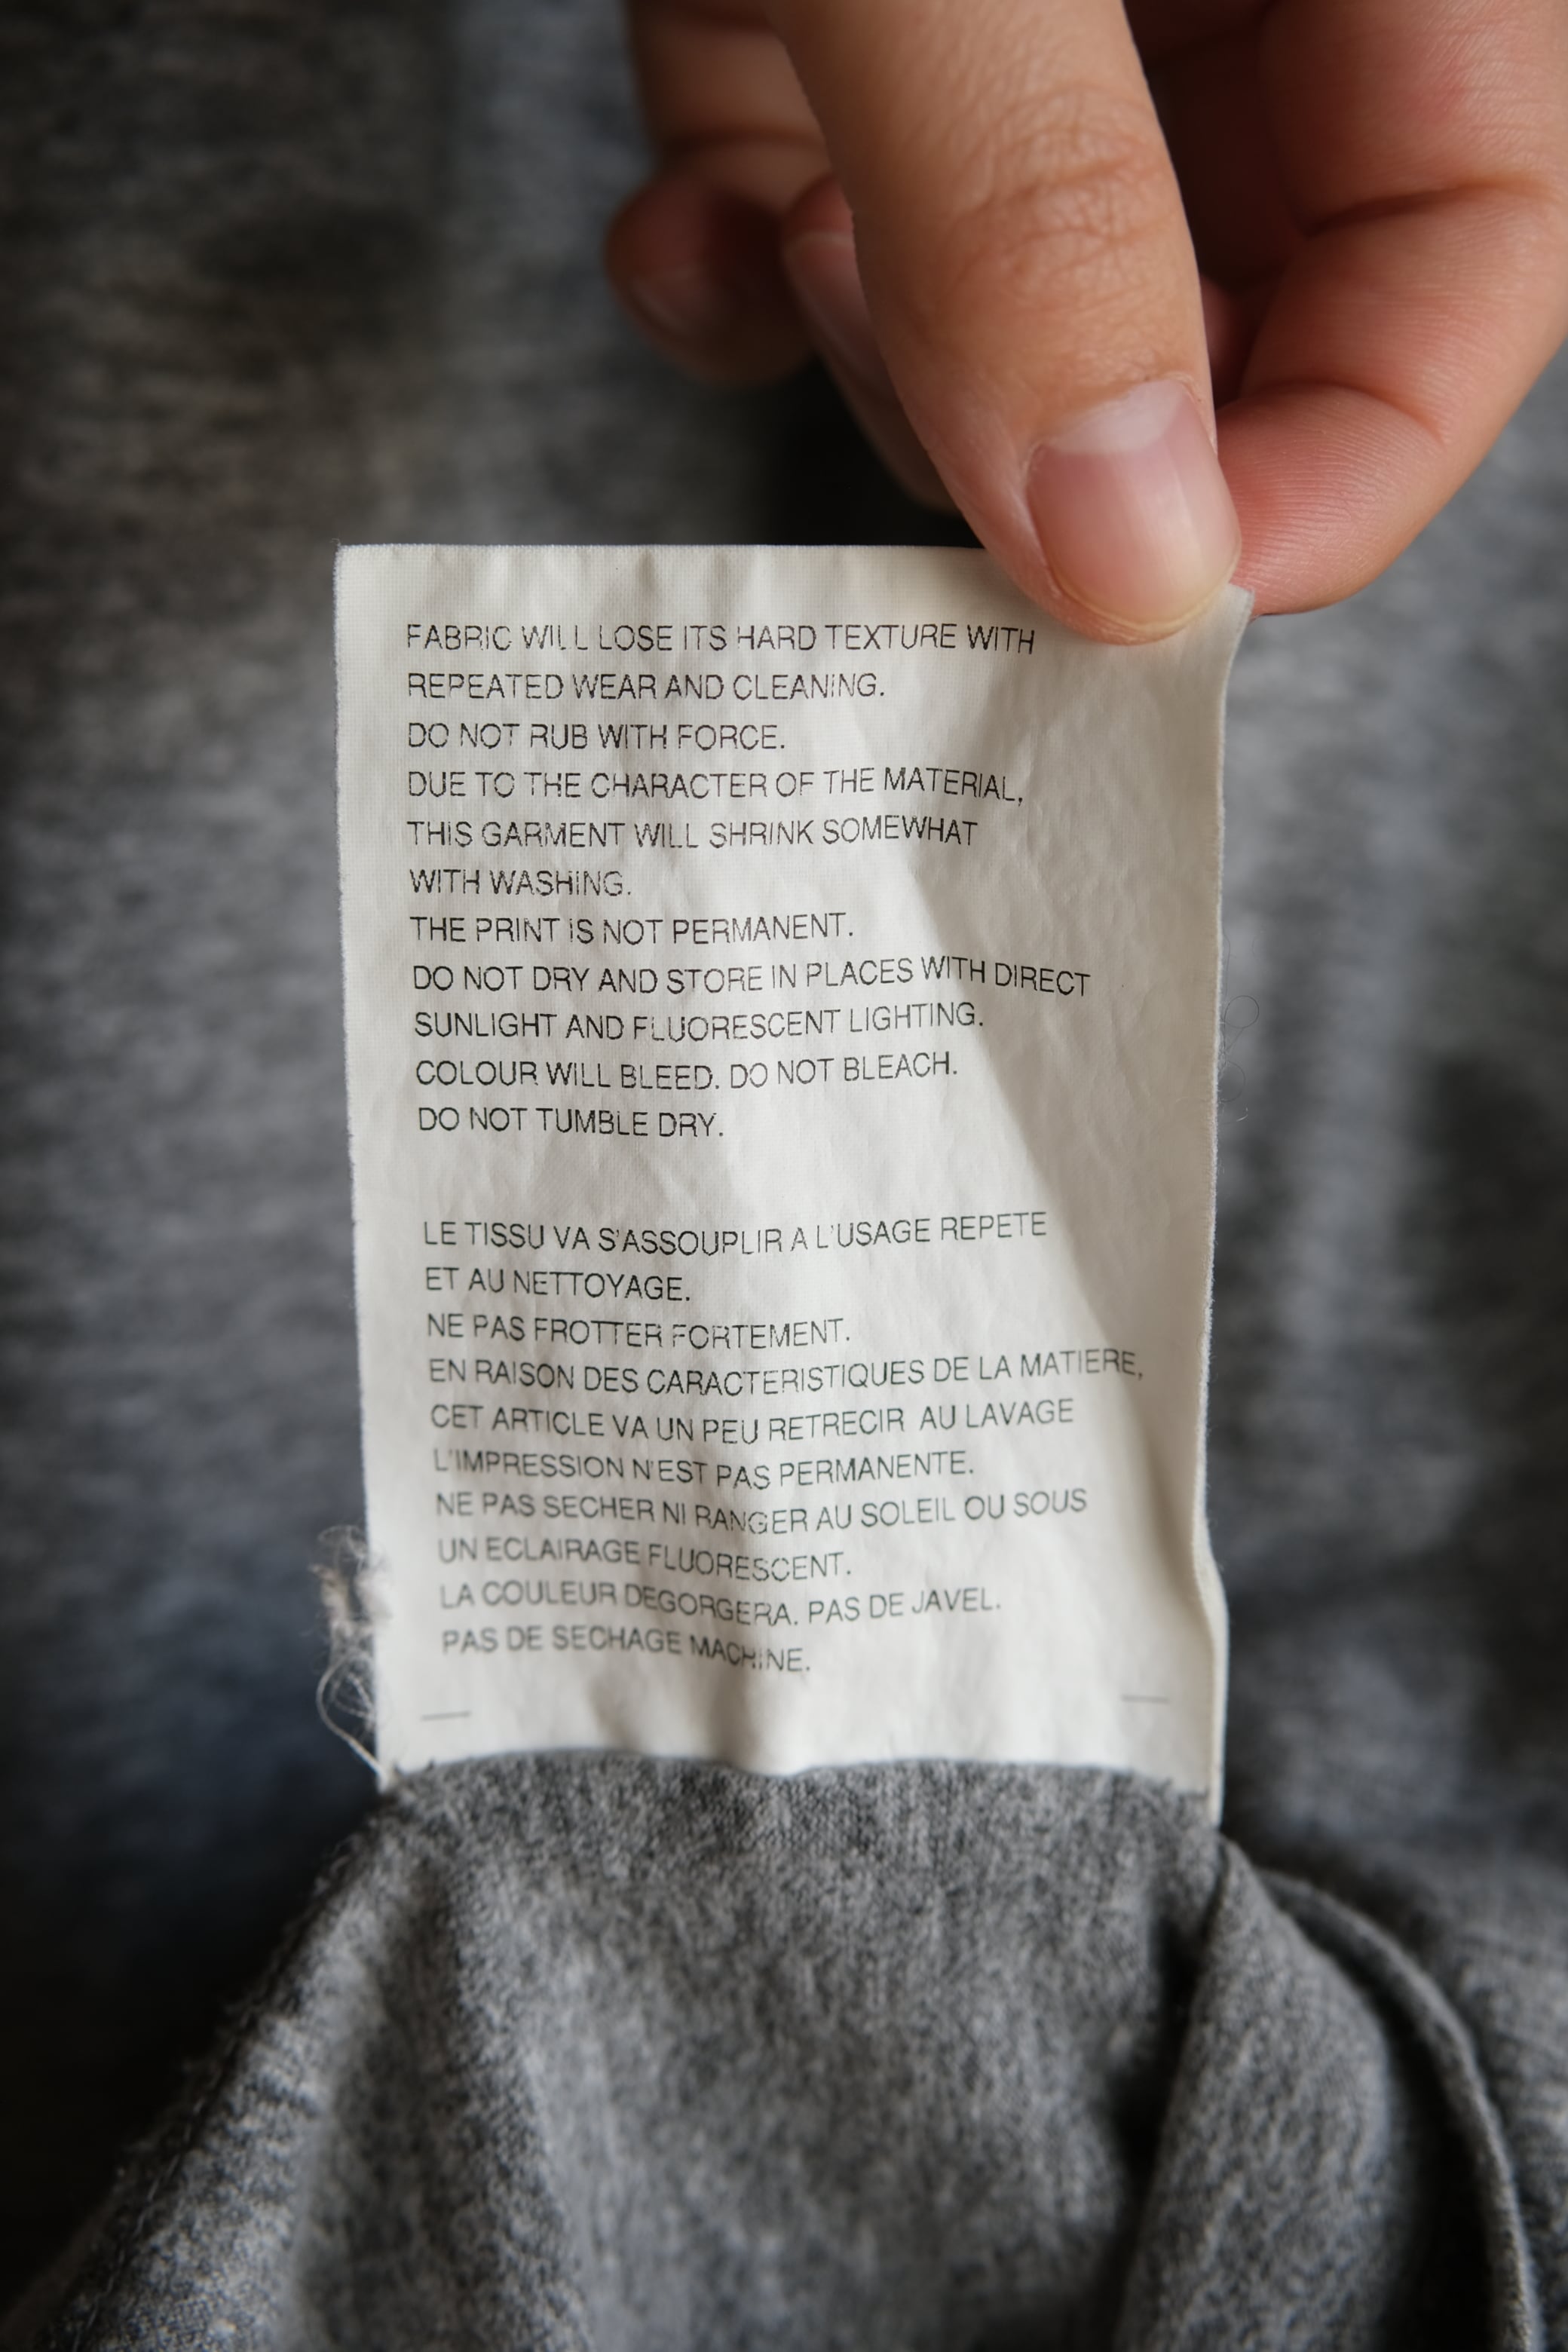 FABRIC WILL LOSE ITS HARD TEXTURE WITH
REPEATED WEAR AND CLEANING.
DO NOT RUB WITH FORCE.
DUE TO THE CHARACTER OF THE MATERIAL,
THIS GARMENT WILL SHRINK SOMEWHAT
WITH WASHING.
THE PRINT IS NOT PERMANENT.
DO NOT DRY AND STORE IN PLACES WITH DIRECT
SUNLIGHT AND FLUORESCENT LIGHTING.
COLOUR WILL BLEED. DO NOT BLEACH.
DO NOT TUMBLE DRY.
LE TISSU VA S'ASSOUPLIR A L'USAGE REPETE
ET AU NETTOYAGE.
NE PAS FROTTER FORTEMENT.
EN RAISON DES CARACTERISTIQUES DE LA MATIERE,
CET ARTICLE VA UN PEU RETRECIR AU LAVAGE
L'IMPRESSION N'EST PAS PERMANENTE.
NE PAS SECHER NI RANGER AU SOLEIL OU SOUS
UN ECLAIRAGE FLUORESCENT.
LA COULEUR DEGORGERA. PAS DE JAVEL.
PAS DE SECHAGE MACHINE.